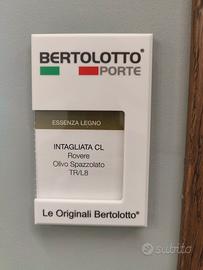 BERTOLOTTO®
PORTE
ESSENZA LEGNO
INTAGLIATA CL
Rovere
Olivo Spazzolato
TR/L8
Le Originali Bertolotto®
subito